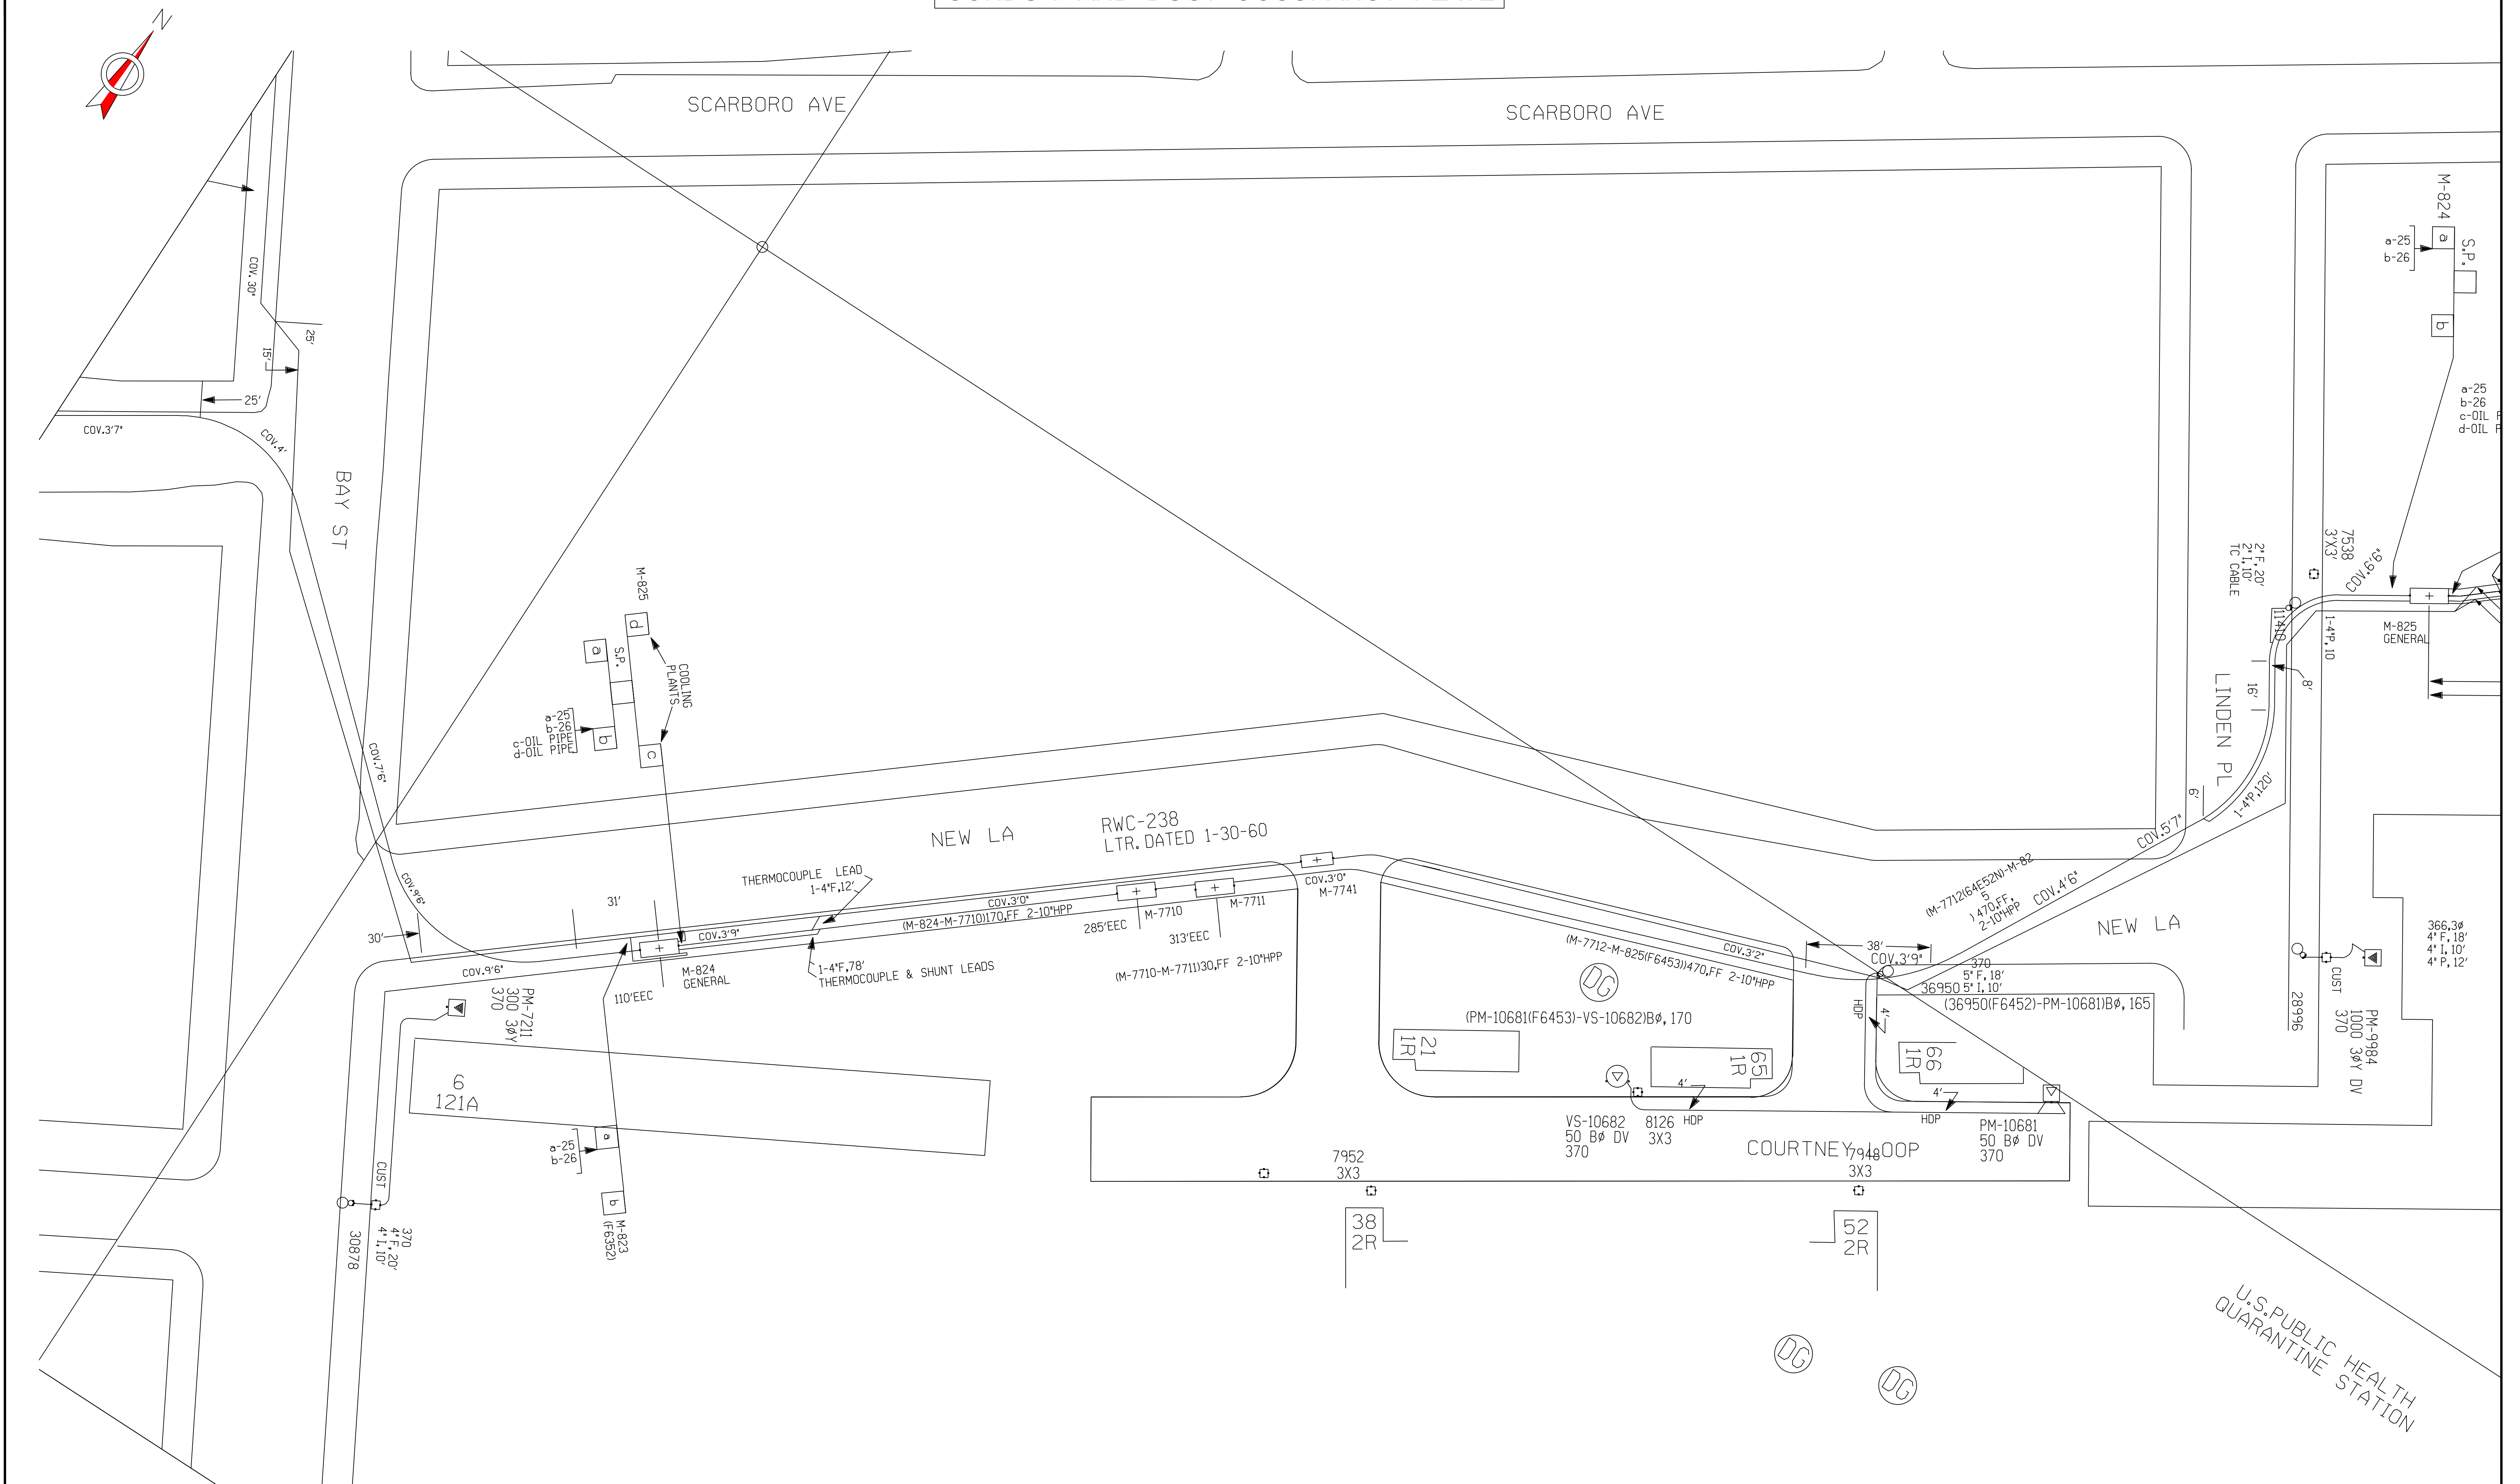 N
SCARBORO AVE
SCARBORO AVE
COV.30"
25'
15'
25'
COV.3'7"
COV.4'
BAY ST
COV.7'6"
COV.9'6"
30'
COV.9'6"
31'
M-825
d
a
S.P.
COOLING
PLANTS
a-25
b-26
c-OIL PIPE
d-OIL PIPE
b
c
M-824
a
S.P.
a-25
b-26
b
a-25
b-26
2" F, 20'
2" I, 10'
TC CABLE
7538
3'X3'
COV.6'6"
11410
1-4"P, 10
M-825
GENERAL
8'
16'
LINDEN PL
6'
1-4"P,120'
COV.5'7"
NEW LA
RWC-238
LTR. DATED 1-30-60
THERMOCOUPLE LEAD
1-4"F,12'
COV.3'0"
(M-824-M-7710)170,FF 2-10"HPP
COV.3'9"
M-824
GENERAL
110'EEC
1-4"F,78'
THERMOCOUPLE & SHUNT LEADS
285'EEC
M-7710
M-7711
313'EEC
(M-7710-M-7711)30,FF 2-10"HPP
COV.3'0"
M-7741
(M-7712(64E52N)-M-82
5
) 470,FF,
2-10"HPP
COV.4'6"
NEW LA
(M-7712-M-825(F6453))470,FF 2-10"HPP
COV.3'2"
38'
COV.3'9"
370
5" F, 18'
36950 5" I, 10'
(36950(F6452)-PM-10681)BØ, 165
DG
(PM-10681(F6453)-VS-10682)BØ, 170
HDP
4'
21
1R
65
1R
66
1R
4'
4'
HDP
HDP
VS-10682
50 BØ DV
370
8126
3X3
PM-10681
50 BØ DV
370
COURTNEY LOOP
7952
3X3
7948
3X3
38
2R
52
2R
PM-7211
300 3ØY
370
6
121A
CUST
a-25
b-26
a
b
M-823
(F6352)
370
4" F, 20'
4" I, 10'
30878
366,3Ø
4" F, 18'
4" I, 10'
4" P, 12'
CUST
28996
PM-9984
1000 3ØY DV
370
DG
DG
U.S.PUBLIC HEALTH
QUARANTINE STATION